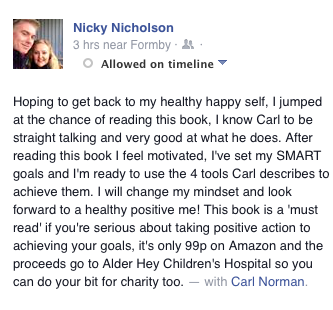 Nicky Nicholson
3 hrs near Formby ·
Allowed on timeline
Hoping to get back to my healthy happy self, I jumped
at the chance of reading this book, I know Carl to be
straight talking and very good at what he does. After
reading this book I feel motivated, I've set my SMART
goals and I'm ready to use the 4 tools Carl describes to
achieve them. I will change my mindset and look
forward to a healthy positive me! This book is a 'must
read' if you're serious about taking positive action to
achieving your goals, it's only 99p on Amazon and the
proceeds go to Alder Hey Children's Hospital so you
can do your bit for charity too. — with Carl Norman.